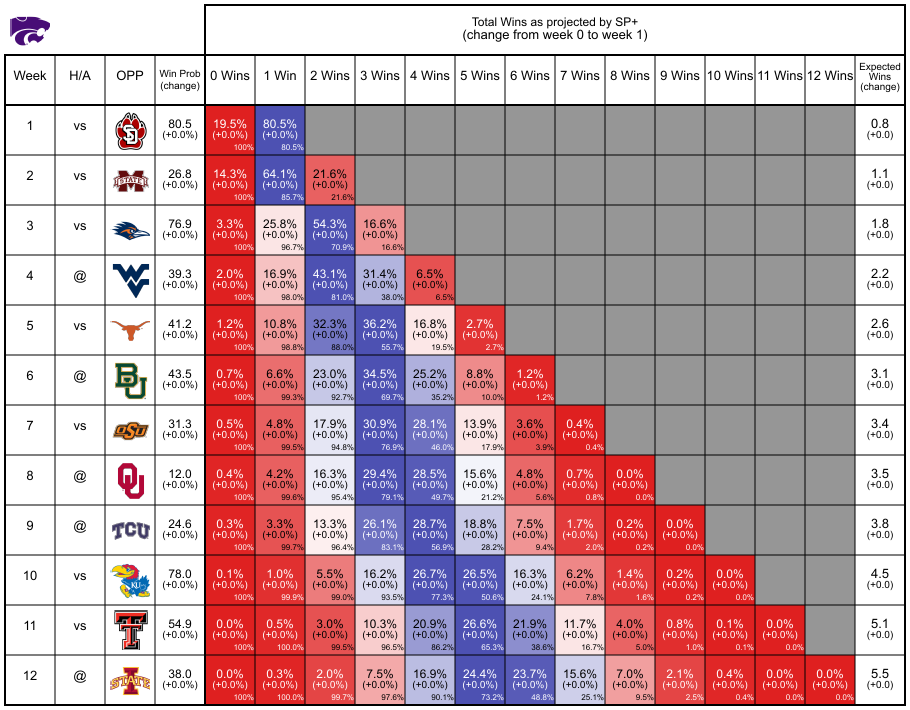 Total Wins as projected by SP+
(change from week 0 to week 1)
Week H/A OPP Win Prob (change) 0 Wins 1 Win 2 Wins 3 Wins 4 Wins 5 Wins 6 Wins 7 Wins 8 Wins 9 Wins 10 Wins 11 Wins 12 Wins Expected Wins (change)
1 vs SD 80.5 19.5% 80.5% 0.8
(+0.0%) (+0.0%) (+0.0%) (+0.0)
100% 80.5%
2 vs M STATE 26.8 14.3% 64.1% 21.6% 1.1
(+0.0%) (+0.0%) (+0.0%) (+0.0%) (+0.0)
100% 85.7% 21.6%
3 vs 76.9 3.3% 25.8% 54.3% 16.6% 1.8
(+0.0%) (+0.0%) (+0.0%) (+0.0%) (+0.0%) (+0.0)
100% 96.7% 70.9% 16.6%
4 @ WV 39.3 2.0% 16.9% 43.1% 31.4% 6.5% 2.2
(+0.0%) (+0.0%) (+0.0%) (+0.0%) (+0.0%) (+0.0%) (+0.0)
100% 98.0% 81.0% 38.0% 6.5%
5 vs 41.2 1.2% 10.8% 32.3% 36.2% 16.8% 2.7% 2.6
(+0.0%) (+0.0%) (+0.0%) (+0.0%) (+0.0%) (+0.0%) (+0.0%) (+0.0)
100% 98.8% 88.0% 55.7% 19.5% 2.7%
6 @ BU 43.5 0.7% 6.6% 23.0% 34.5% 25.2% 8.8% 1.2% 3.1
(+0.0%) (+0.0%) (+0.0%) (+0.0%) (+0.0%) (+0.0%) (+0.0%) (+0.0%) (+0.0)
100% 99.3% 92.7% 69.7% 35.2% 10.0% 1.2%
7 vs OSU 31.3 0.5% 4.8% 17.9% 30.9% 28.1% 13.9% 3.6% 0.4% 3.4
(+0.0%) (+0.0%) (+0.0%) (+0.0%) (+0.0%) (+0.0%) (+0.0%) (+0.0%) (+0.0%) (+0.0)
100% 99.5% 94.8% 76.9% 46.0% 17.9% 3.9% 0.4%
8 @ OU 12.0 0.4% 4.2% 16.3% 29.4% 28.5% 15.6% 4.8% 0.7% 0.0% 3.5
(+0.0%) (+0.0%) (+0.0%) (+0.0%) (+0.0%) (+0.0%) (+0.0%) (+0.0%) (+0.0%) (+0.0%) (+0.0)
100% 99.6% 95.4% 79.1% 49.7% 21.2% 5.6% 0.8% 0.0%
9 @ TCU 24.6 0.3% 3.3% 13.3% 26.1% 28.7% 18.8% 7.5% 1.7% 0.2% 0.0% 3.8
(+0.0%) (+0.0%) (+0.0%) (+0.0%) (+0.0%) (+0.0%) (+0.0%) (+0.0%) (+0.0%) (+0.0%) (+0.0%) (+0.0)
100% 99.7% 96.4% 83.1% 56.9% 28.2% 9.4% 2.0% 0.2% 0.0%
10 vs KU 78.0 0.1% 1.0% 5.5% 16.2% 26.7% 26.5% 16.3% 6.2% 1.4% 0.2% 0.0% 4.5
(+0.0%) (+0.0%) (+0.0%) (+0.0%) (+0.0%) (+0.0%) (+0.0%) (+0.0%) (+0.0%) (+0.0%) (+0.0%) (+0.0%) (+0.0)
100% 99.9% 99.0% 93.5% 77.3% 50.6% 24.1% 7.8% 1.6% 0.2% 0.0%
11 vs T 54.9 0.0% 0.5% 3.0% 10.3% 20.9% 26.6% 21.9% 11.7% 4.0% 0.8% 0.1% 0.0% 5.1
(+0.0%) (+0.0%) (+0.0%) (+0.0%) (+0.0%) (+0.0%) (+0.0%) (+0.0%) (+0.0%) (+0.0%) (+0.0%) (+0.0%) (+0.0%) (+0.0)
100% 100.0% 99.5% 96.5% 86.2% 65.3% 38.6% 16.7% 5.0% 1.0% 0.1% 0.0%
12 @ I STATE 38.0 0.0% 0.3% 2.0% 7.5% 16.9% 24.4% 23.7% 15.6% 7.0% 2.1% 0.4% 0.0% 0.0% 5.5
(+0.0%) (+0.0%) (+0.0%) (+0.0%) (+0.0%) (+0.0%) (+0.0%) (+0.0%) (+0.0%) (+0.0%) (+0.0%) (+0.0%) (+0.0%) (+0.0%) (+0.0)
100% 100.0% 99.7% 97.6% 90.1% 73.2% 48.8% 25.1% 9.5% 2.5% 0.4% 0.0% 0.0%